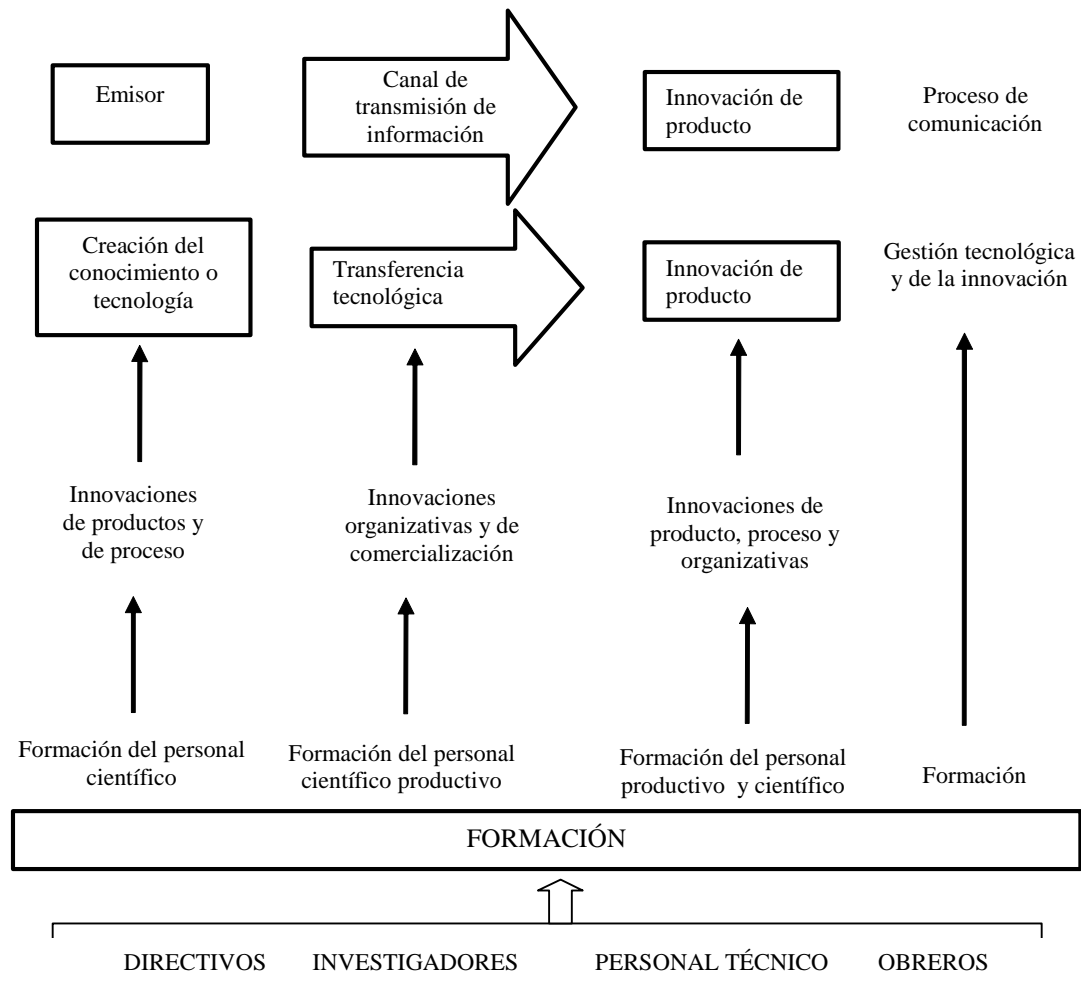 Emisor
Canal de
transmisión de
información
Innovación de
producto
Proceso de
comunicación
Creación del
conocimiento o
tecnología
Transferencia
tecnológica
Innovación de
producto
Gestión tecnológica
y de la innovación
Innovaciones
de productos y
de proceso
Innovaciones
organizativas y de
comercialización
Innovaciones de
producto, proceso y
organizativas
Formación del personal
científico
Formación del personal
científico productivo
Formación del personal
productivo y científico
Formación
FORMACIÓN
DIRECTIVOS INVESTIGADORES PERSONAL TÉCNICO OBREROS